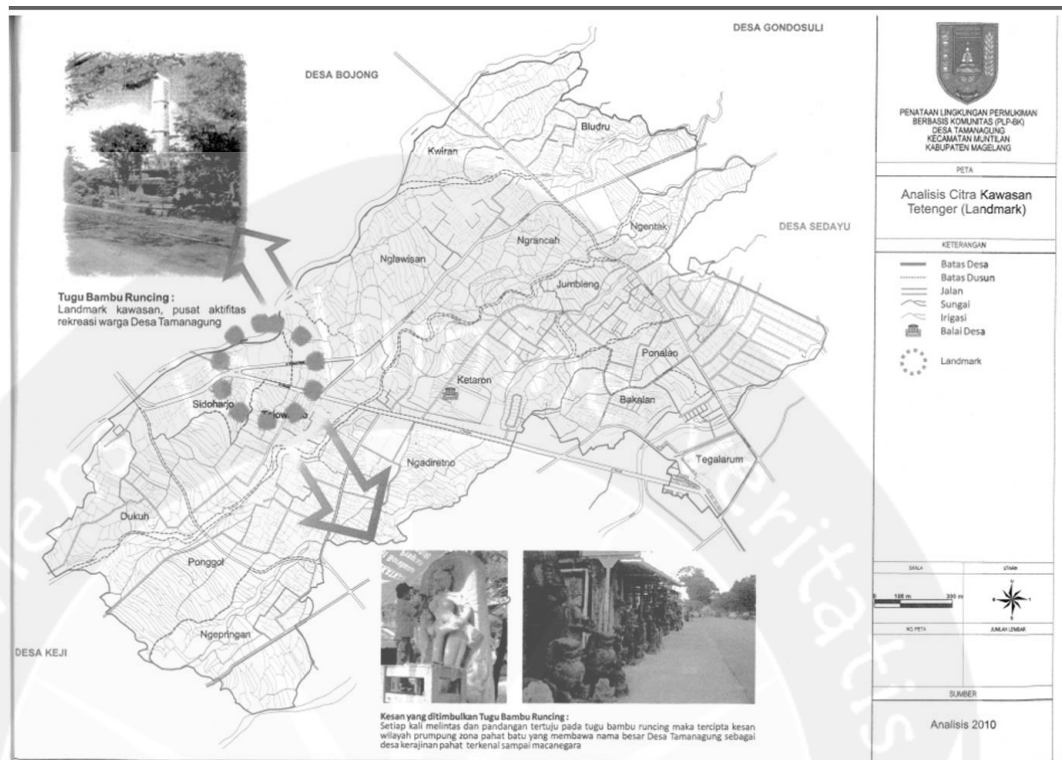 DESA GONDOSULI
DESA BOJONG
Bludru
Kwiran
Ngentak
DESA SEDAYU
Ngrancah
Nglawisan
Jumbleng
Tugu Bambu Runcing :
Landmark kawasan, pusat aktifitas
rekreasi warga Desa Tamanagung
Ponalao
Ketaron
Sidoharjo
Bakalan
Tegalarum
Ngadiretno
Dukuh
Ponggol
Ngepringan
DESA KEJI
Kesan yang ditimbulkan Tugu Bambu Runcing :
Setiap kali melintas dan pandangan tertuju pada tugu bambu runcing maka tercipta kesan
wilayah prumpung zona pahat batu yang membawa nama besar Desa Tamanagung sebagai
desa kerajinan pahat terkenal sampai macanegara
PENATAAN LINGKUNGAN PERMUKIMAN
BERBASIS KOMUNITAS (PLP-BK)
DESA TAMANAGUNG
KECAMATAN MUNTILAN
KABUPATEN MAGELANG
PETA
Analisis Citra Kawasan
Tetenger (Landmark)
KETERANGAN
Batas Desa
Batas Dusun
Jalan
Sungai
Irigasi
Balai Desa
Landmark
SKALA
UTARA
NO. PETA
JUMLAH LEMBAR
SUMBER
Analisis 2010